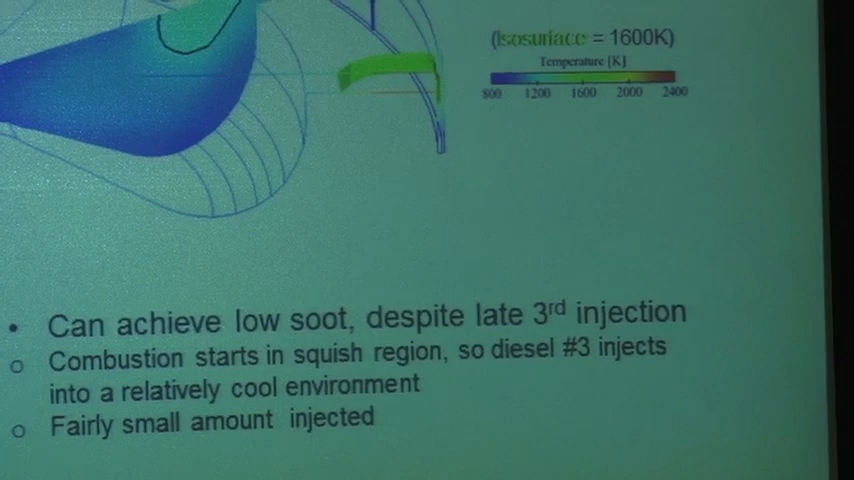 (Isosurface = 1600K)
Temperature [K]
800 1200 1600 2000 2400
• Can achieve low soot, despite late 3rd injection
o Combustion starts in squish region, so diesel #3 injects
into a relatively cool environment
o Fairly small amount injected